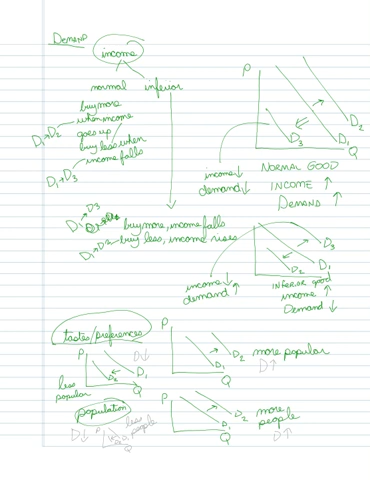 DEMAND
income
normal inferior
buy more
when income
goes up
D1→D2
buy less when
income falls
D1→D3
P
D2
D1
D3
Q
income↓
demand↓
NORMAL GOOD
INCOME ↑
DEMAND ↑
D1→D3
buy more, income falls
D1→D2
buy less, income rises
D3
D1
D2
income↓
demand↑
INFERIOR good
income ↑
Demand ↓
tastes/preferences
P
D↓
D2
D1
Q
less
popular
P
D1
D2
Q
more popular
D↑
population
D↓
P
less
people
Q
P
D1
D2
Q
more
people
D↑